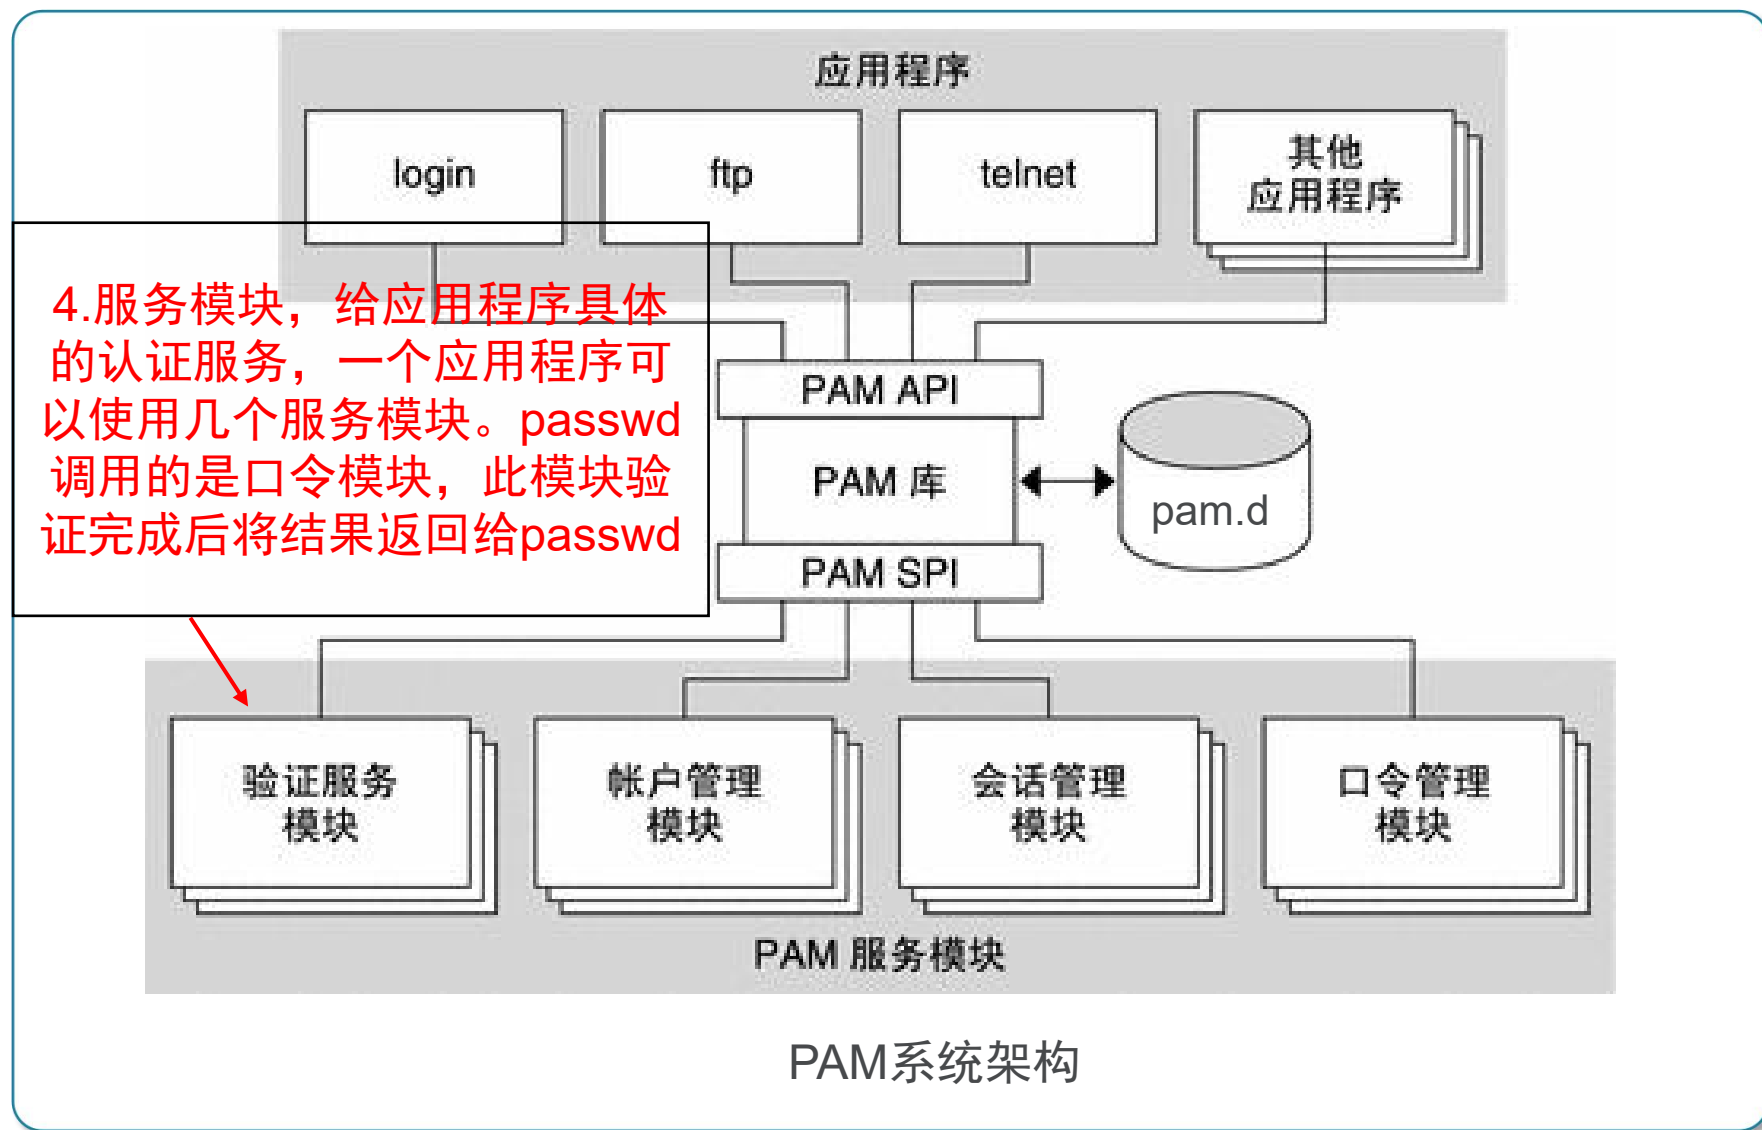 应用程序
login
ftp
telnet
其他
应用程序
4.服务模块，给应用程序具体
的认证服务，一个应用程序可
以使用几个服务模块。passwd
调用的是口令模块，此模块验
证完成后将结果返回给passwd
PAM API
PAM 库
pam.d
PAM SPI
验证服务
模块
帐户管理
模块
会话管理
模块
口令管理
模块
PAM 服务模块
PAM系统架构